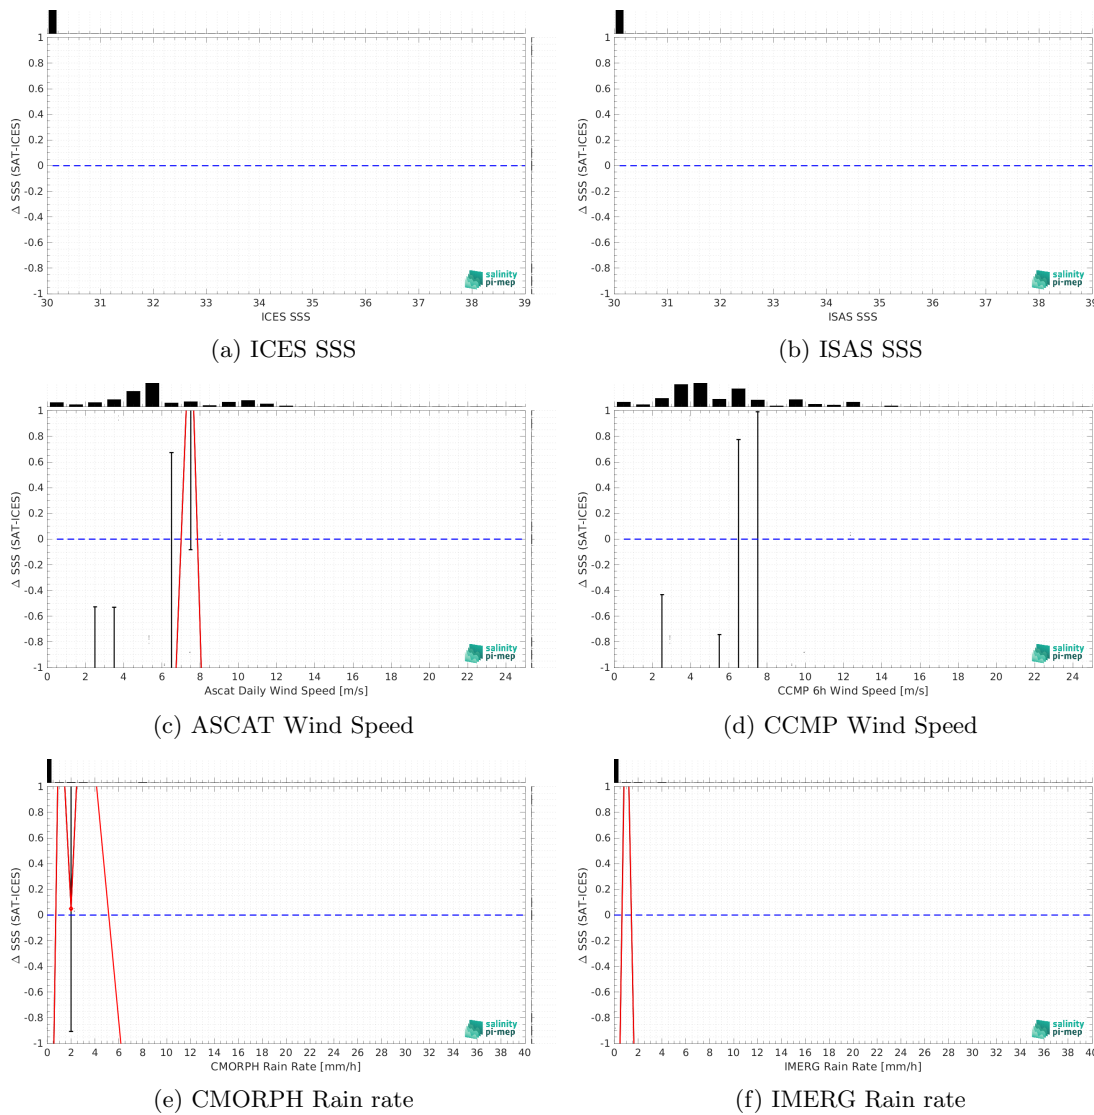 1
0.8
0.6
0.4
0.2
0
-0.2
-0.4
-0.6
-0.8
-1
Δ SSS (SAT-ICES)
salinity
pi-mep
30 31 32 33 34 35 36 37 38 39
ICES SSS
(a) ICES SSS
1
0.8
0.6
0.4
0.2
0
-0.2
-0.4
-0.6
-0.8
-1
Δ SSS (SAT-ICES)
salinity
pi-mep
30 31 32 33 34 35 36 37 38 39
ISAS SSS
(b) ISAS SSS
1
0.8
0.6
0.4
0.2
0
-0.2
-0.4
-0.6
-0.8
-1
Δ SSS (SAT-ICES)
salinity
pi-mep
0 2 4 6 8 10 12 14 16 18 20 22 24
Ascat Daily Wind Speed [m/s]
(c) ASCAT Wind Speed
1
0.8
0.6
0.4
0.2
0
-0.2
-0.4
-0.6
-0.8
-1
Δ SSS (SAT-ICES)
salinity
pi-mep
0 2 4 6 8 10 12 14 16 18 20 22 24
CCMP 6h Wind Speed [m/s]
(d) CCMP Wind Speed
1
0.8
0.6
0.4
0.2
0
-0.2
-0.4
-0.6
-0.8
-1
Δ SSS (SAT-ICES)
salinity
pi-mep
0 2 4 6 8 10 12 14 16 18 20 22 24 26 28 30 32 34 36 38 40
CMORPH Rain Rate [mm/h]
(e) CMORPH Rain rate
1
0.8
0.6
0.4
0.2
0
-0.2
-0.4
-0.6
-0.8
-1
Δ SSS (SAT-ICES)
salinity
pi-mep
0 2 4 6 8 10 12 14 16 18 20 22 24 26 28 30 32 34 36 38 40
IMERG Rain Rate [mm/h]
(f) IMERG Rain rate